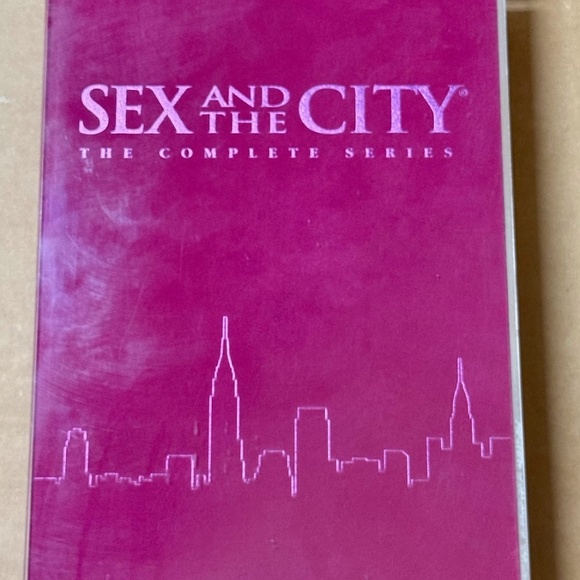 SEX AND THE CITY®
THE COMPLETE SERIES